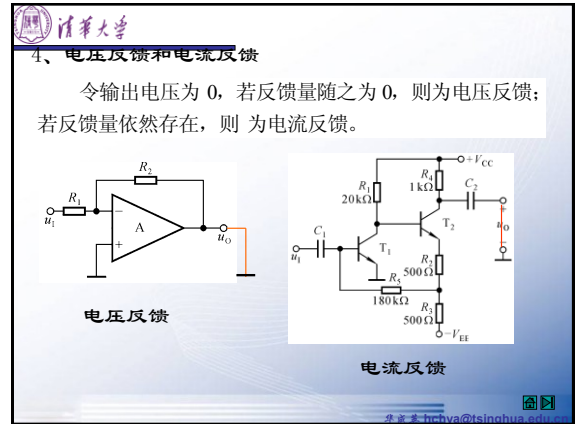 清華大学
4、电压反馈和电流反馈
令输出电压为 0，若反馈量随之为 0，则为电压反馈；
若反馈量依然存在，则 为电流反馈。
R2
R1
uI
−
+
A
uO
电压反馈
+VCC
R4
1kΩ
C2
R1
20kΩ
+
uo
−
T2
C1
T1
uI
R2
500Ω
R5
180kΩ
R3
500Ω
−VEE
电流反馈
hchya@tsinghua.edu.cn